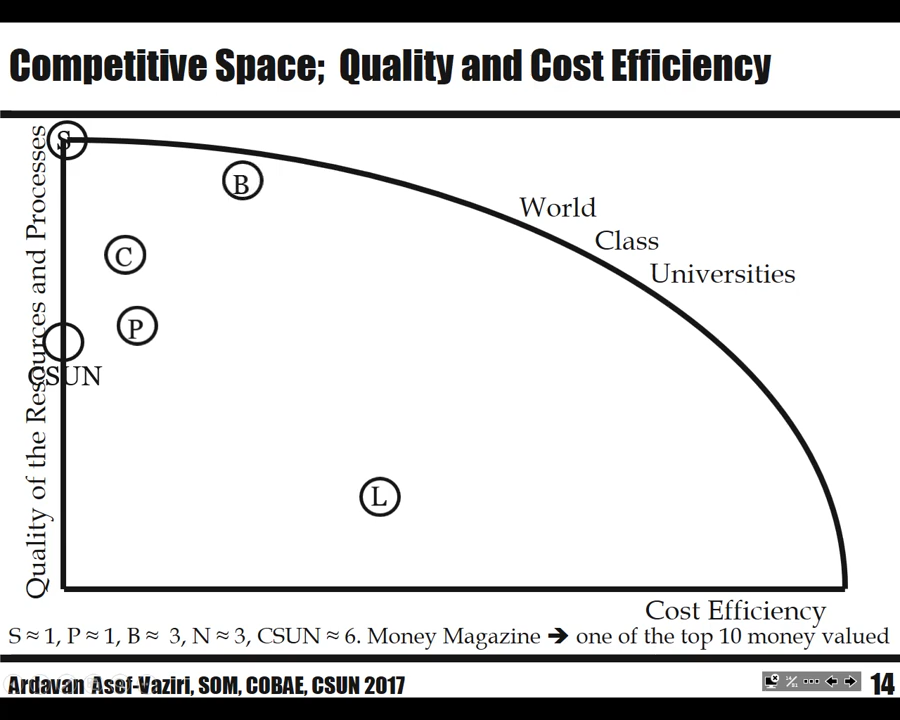 Competitive Space; Quality and Cost Efficiency
Quality of the Resources and Processes
S
B
C
P
CSUN
L
World
Class
Universities
Cost Efficiency
S ≈ 1, P ≈ 1, B ≈ 3, N ≈ 3, CSUN ≈ 6. Money Magazine ➔ one of the top 10 money valued
Ardavan Asef-Vaziri, SOM, COBAE, CSUN 2017
14